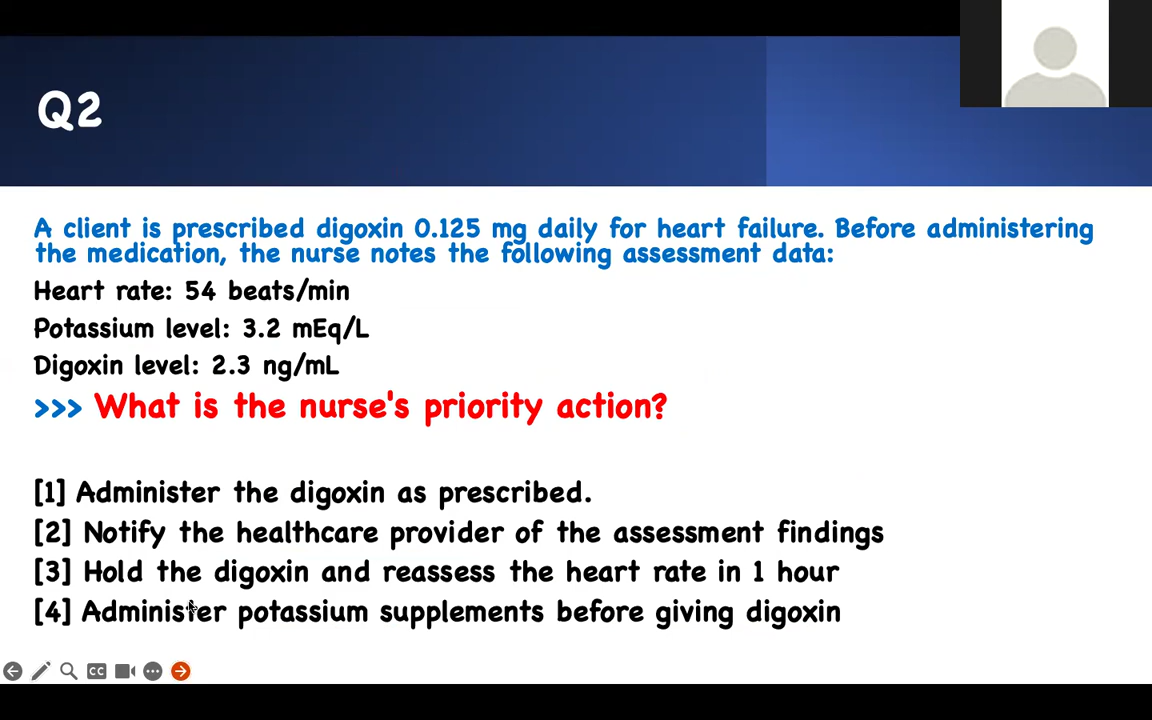 Q2
A client is prescribed digoxin 0.125 mg daily for heart failure. Before administering
the medication, the nurse notes the following assessment data:
Heart rate: 54 beats/min
Potassium level: 3.2 mEq/L
Digoxin level: 2.3 ng/mL
>>> What is the nurse's priority action?
[1] Administer the digoxin as prescribed.
[2] Notify the healthcare provider of the assessment findings
[3] Hold the digoxin and reassess the heart rate in 1 hour
[4] Administer potassium supplements before giving digoxin
CC